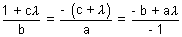 (1 + cλ)/b = (- (c + λ))/a = (- b + aλ)/(- 1)